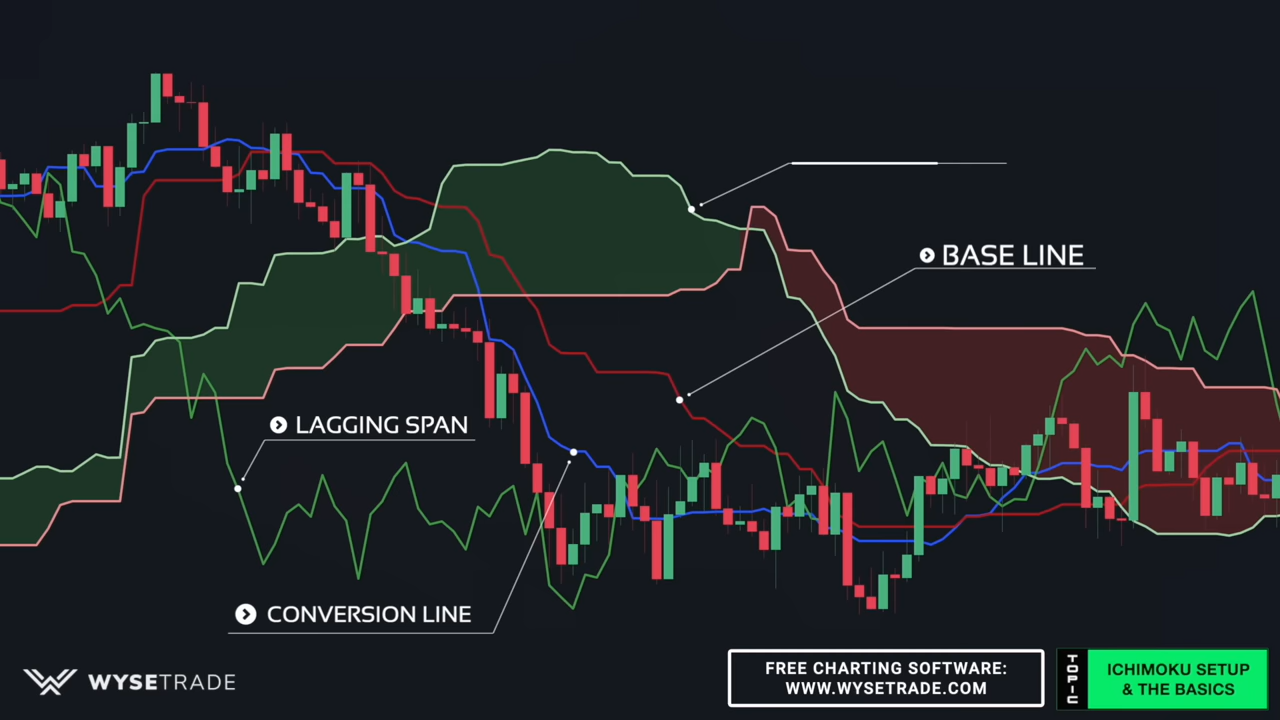 BASE LINE
LAGGING SPAN
CONVERSION LINE
WYSETRADE
FREE CHARTING SOFTWARE:
WWW.WYSETRADE.COM
TOPIC
ICHIMOKU SETUP
& THE BASICS